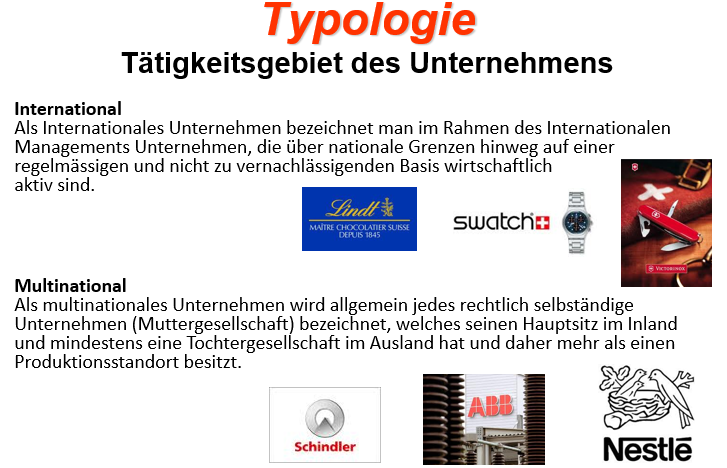 Typologie
Tätigkeitsgebiet des Unternehmens
International
Als Internationales Unternehmen bezeichnet man im Rahmen des Internationalen
Managements Unternehmen, die über nationale Grenzen hinweg auf einer
regelmässigen und nicht zu vernachlässigenden Basis wirtschaftlich
aktiv sind.
Lindt
MAÎTRE CHOCOLATIER SUISSE
DEPUIS 1845
swatch
VICTORINOX
Multinational
Als multinationales Unternehmen wird allgemein jedes rechtlich selbständige
Unternehmen (Muttergesellschaft) bezeichnet, welches seinen Hauptsitz im Inland
und mindestens eine Tochtergesellschaft im Ausland hat und daher mehr als einen
Produktionsstandort besitzt.
Schindler
ABB
Nestlé